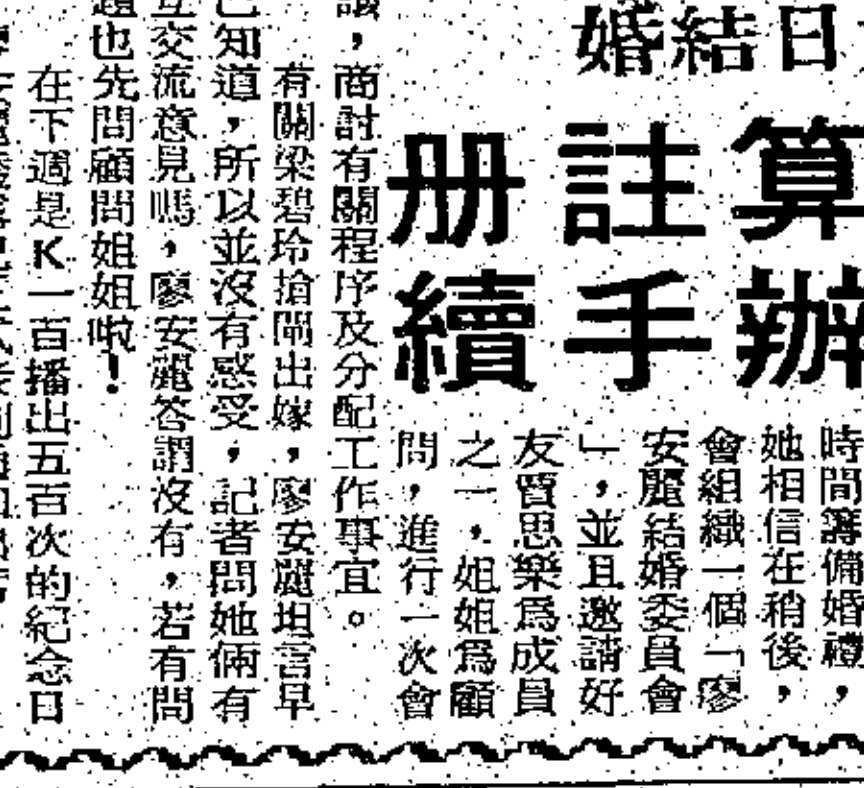 日結婚
算辦
註手
册續
時間籌備婚禮，
她相信在稍後，
會組織一個「廖
安麗結婚委員會
」，並且邀請好
友賈思樂爲成員
之一，姐姐爲顧
問，進行一次會
議，商討有關程序及分配工作事宜。
有關梁碧玲搶閘出嫁，廖安麗坦言早
已知道，所以並沒有感受，記者問她倆有
互交流意見嗎，廖安麗答謂沒有，若有問
題也先問顧問姐姐啦！
在下週是K一百播出五百次的紀念日